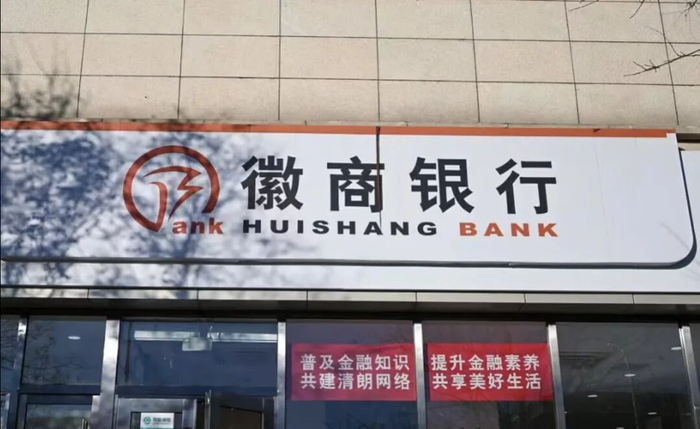 徽商银行
ank HUISHANG BANK
普及金融知识
共建清朗网络
提升金融素养
共享美好生活